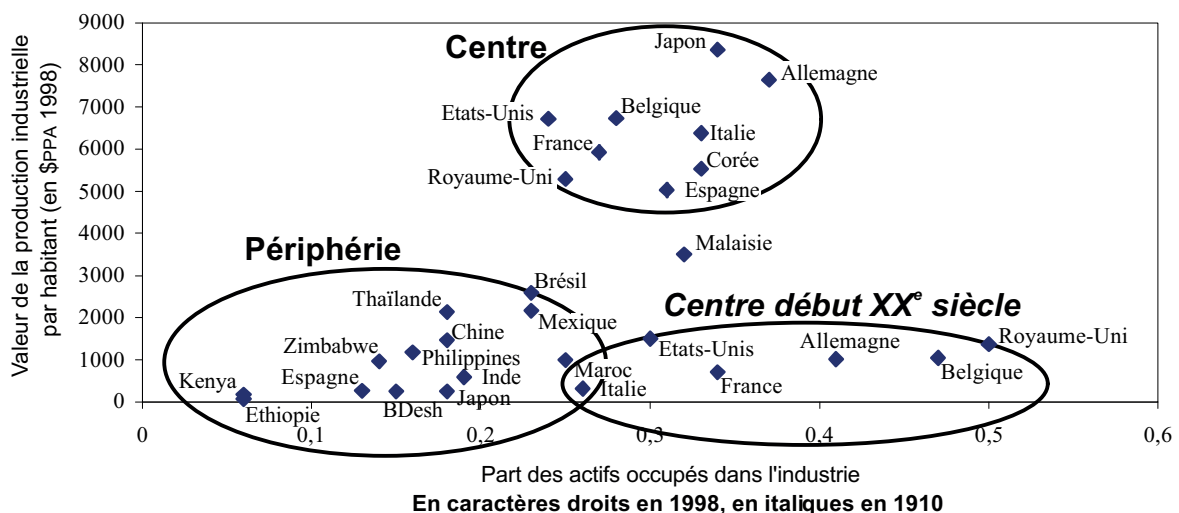 Valeur de la production industrielle
par habitant (en $PPA 1998)
9000
8000
7000
6000
5000
4000
3000
2000
1000
0
Centre
Japon
Allemagne
Etats-Unis
Belgique
Italie
France
Corée
Royaume-Uni
Espagne
Malaisie
Périphérie
Brésil
Thaïlande
Mexique
Chine
Zimbabwe
Philippines
Kenya
Espagne
Inde
Maroc
Ethiopie
BDesh
Japon
Italie
Centre début XXe siècle
Etats-Unis
Allemagne
Royaume-Uni
France
Belgique
0 0,1 0,2 0,3 0,4 0,5 0,6
Part des actifs occupés dans l'industrie
En caractères droits en 1998, en italiques en 1910